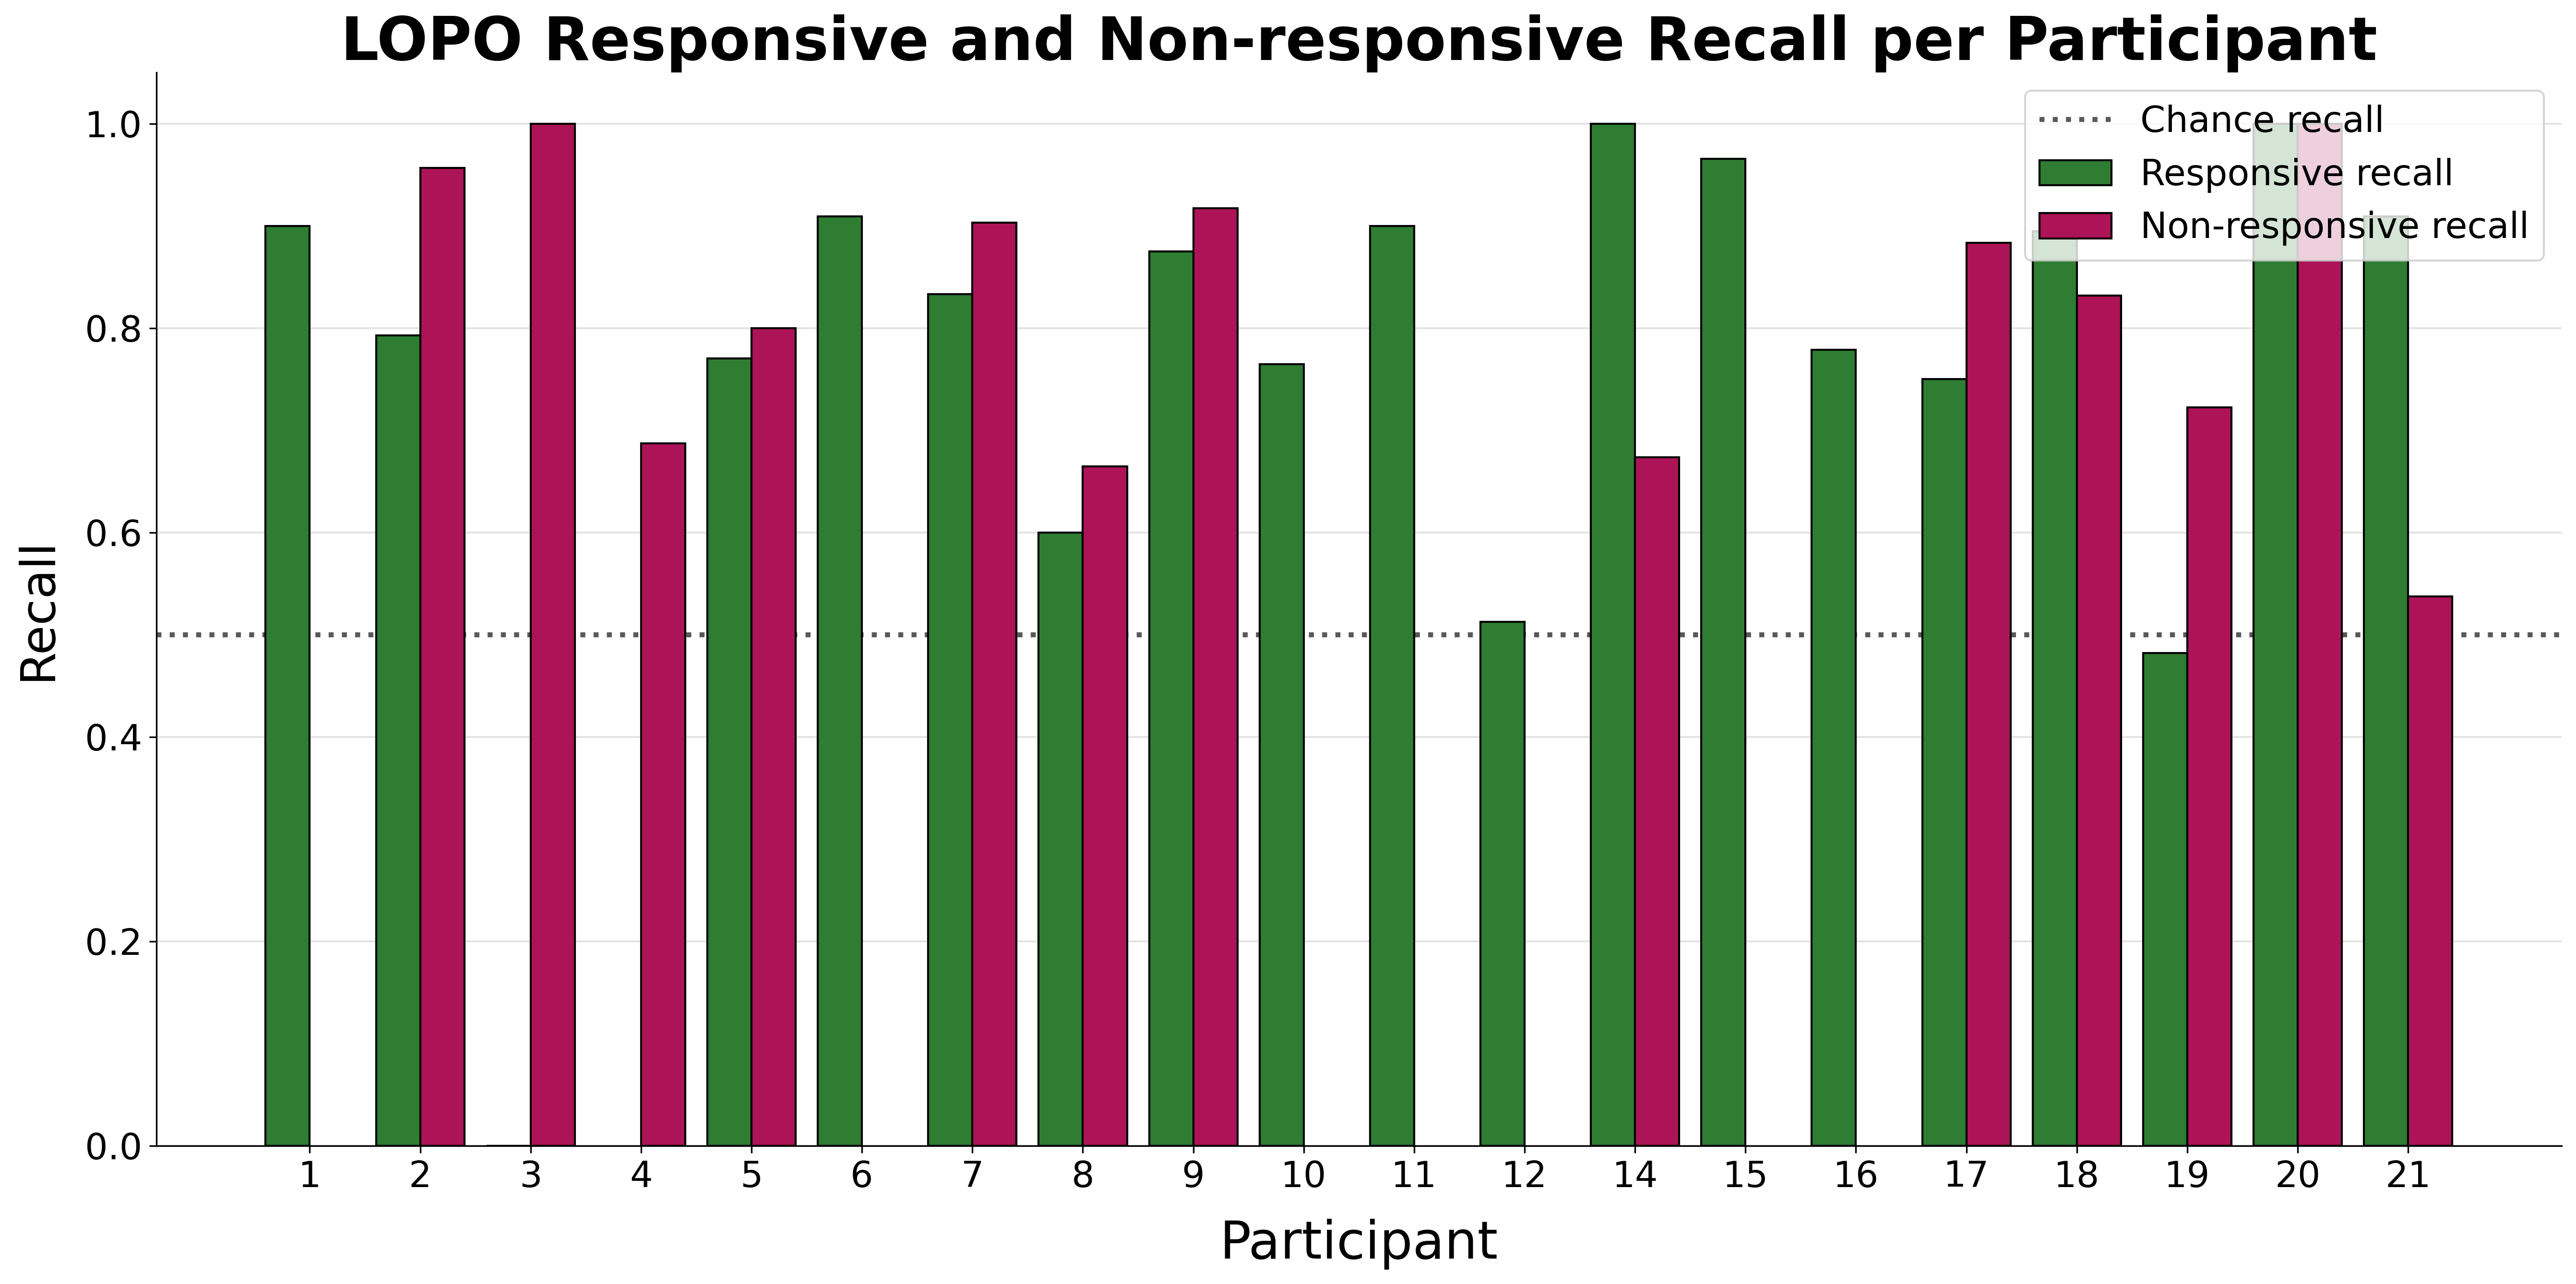 LOPO Responsive and Non-responsive Recall per Participant
Chance recall
Responsive recall
Non-responsive recall
Recall
1.0
0.8
0.6
0.4
0.2
0.0
1 2 3 4 5 6 7 8 9 10 11 12 14 15 16 17 18 19 20 21
Participant